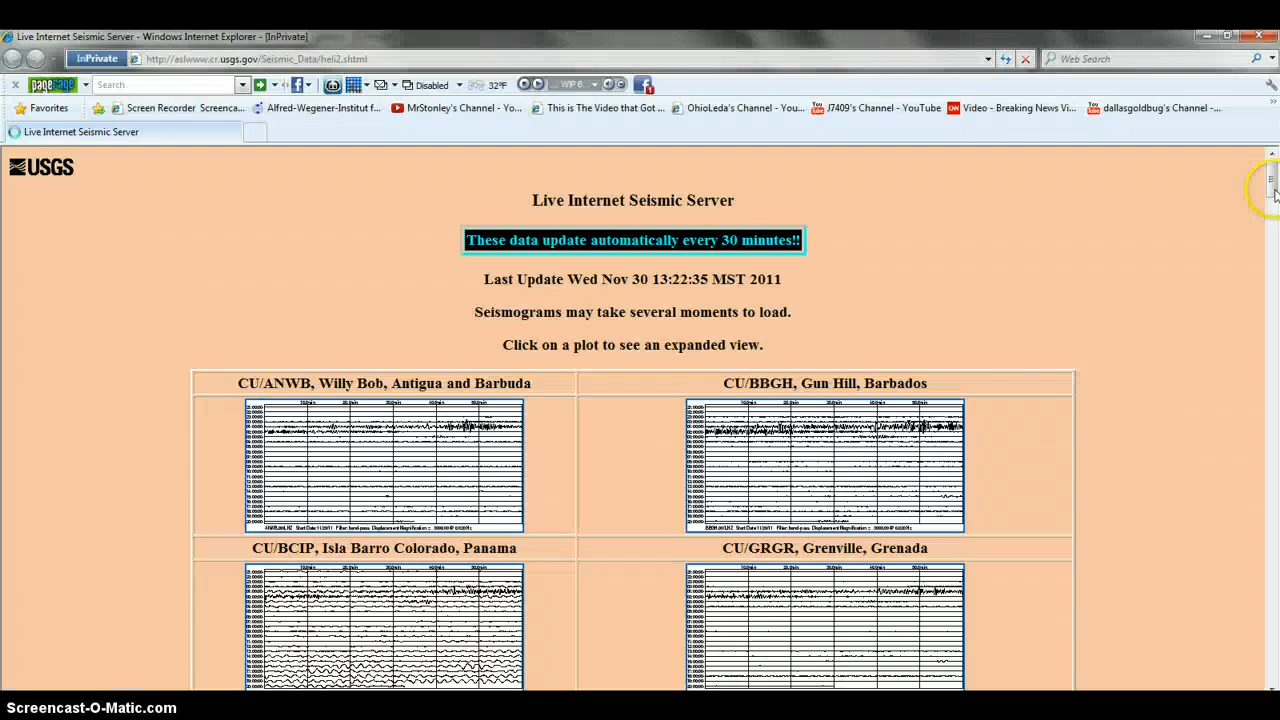 Live Internet Seismic Server - Windows Internet Explorer - [InPrivate]
InPrivate http://aslwww.cr.usgs.gov/Seismic_Data/heli2.shtml Web Search
x pageRage Search Disabled 32°F WIP 6... 1
Favorites Screen Recorder Screenca... Alfred-Wegener-Institut f... MrStonley's Channel - Yo... This is The Video that Got ... OhioLeda's Channel - You... J7409's Channel - YouTube Video - Breaking News Vi... dallasgoldbug's Channel -...
Live Internet Seismic Server
USGS
Live Internet Seismic Server
These data update automatically every 30 minutes!!
Last Update Wed Nov 30 13:22:35 MST 2011
Seismograms may take several moments to load.
Click on a plot to see an expanded view.
CU/ANWB, Willy Bob, Antigua and Barbuda CU/BBGH, Gun Hill, Barbados
CU/BCIP, Isla Barro Colorado, Panama CU/GRGR, Grenville, Grenada
Screencast-O-Matic.com